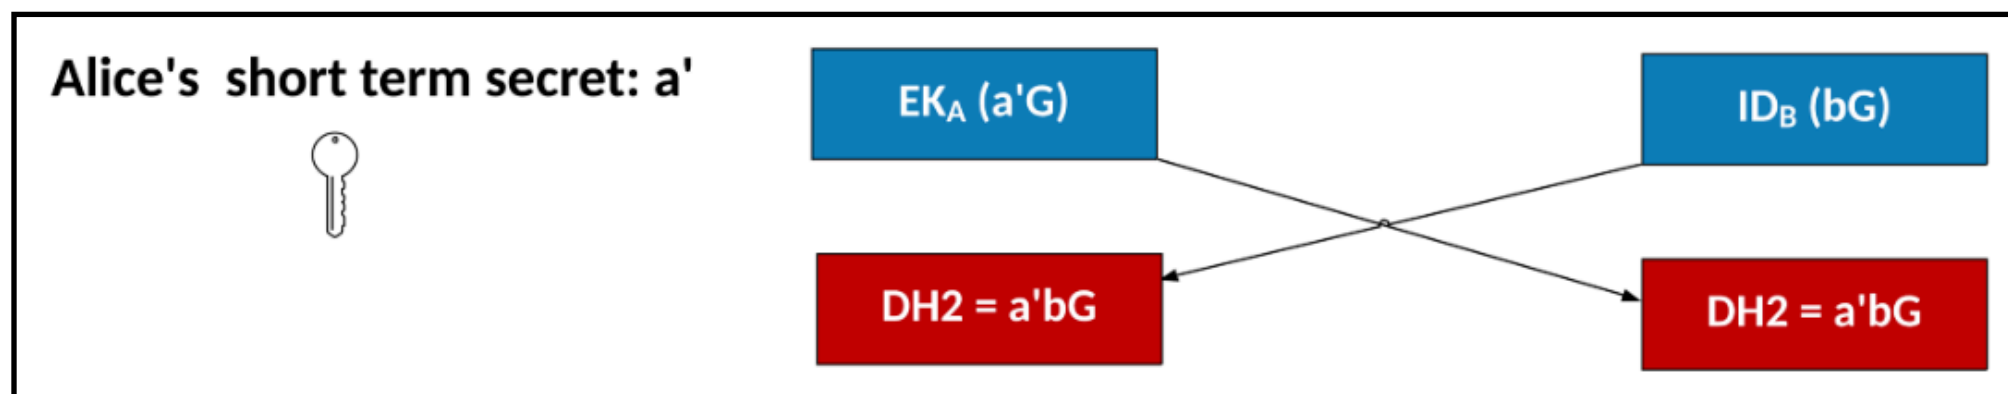 Alice's  short term secret: a'
EKA (a'G)
IDB (bG)
DH2 = a'bG
DH2 = a'bG